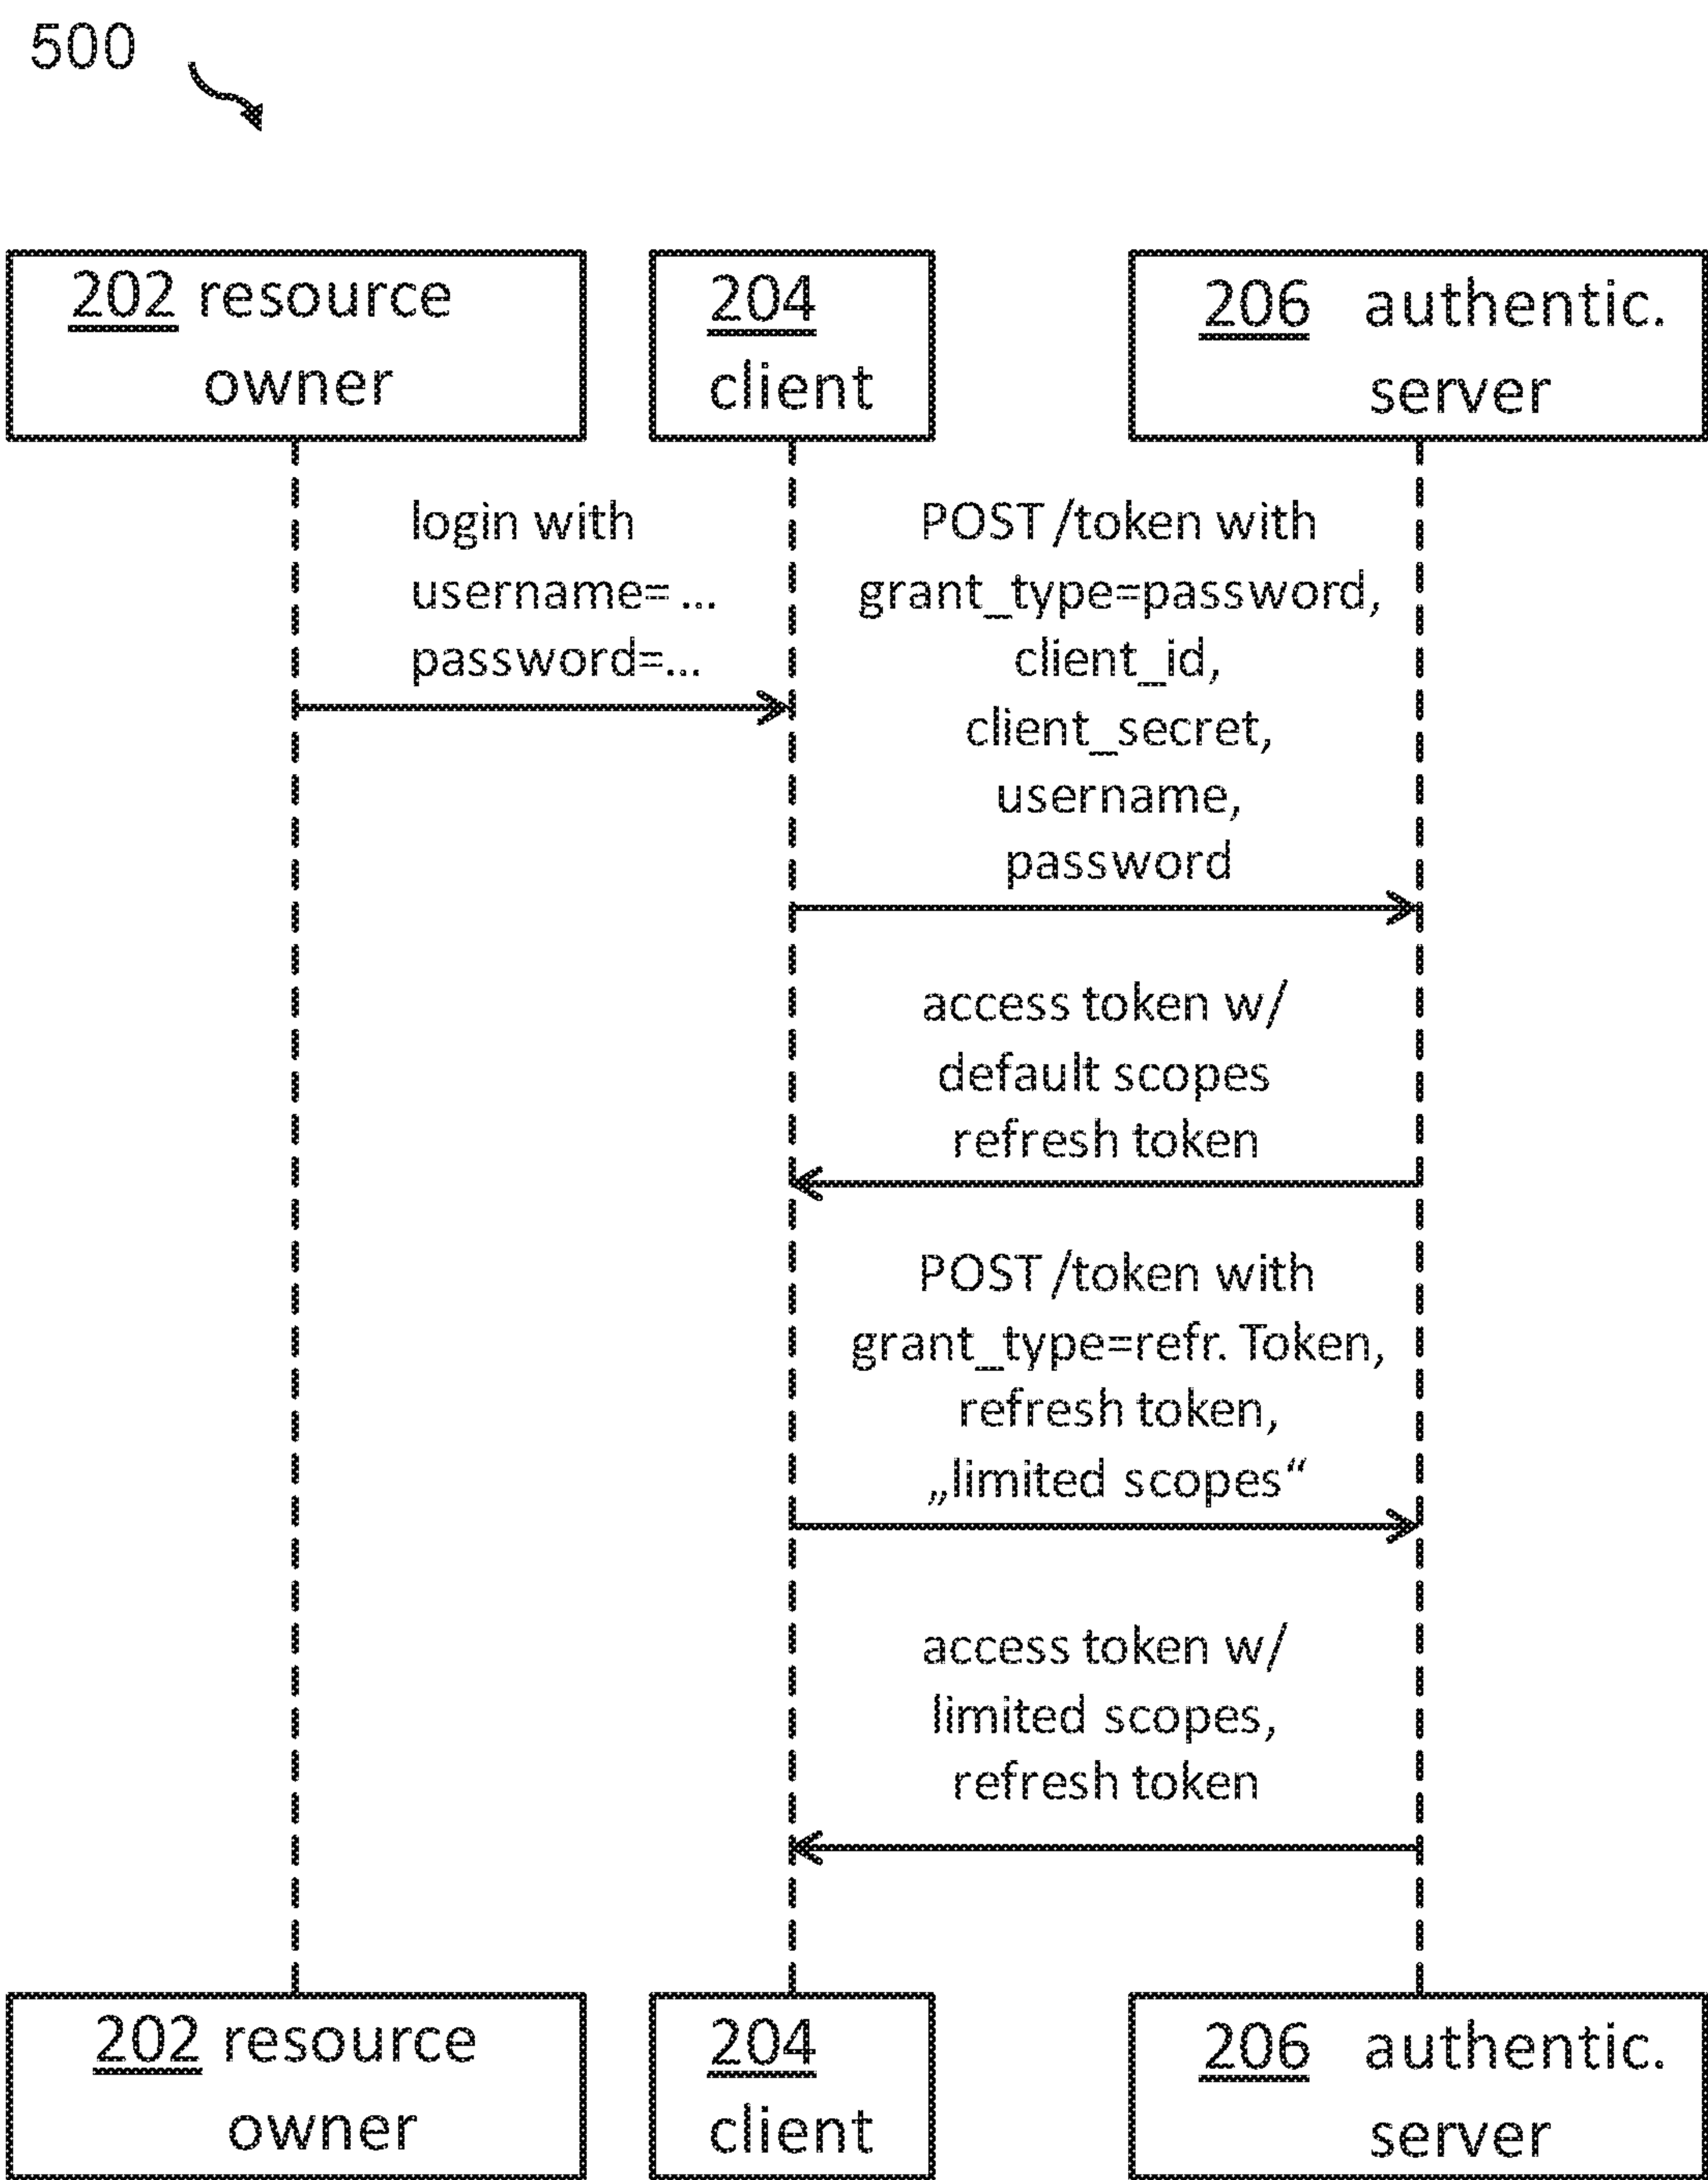 500
202 resource
owner
204
client
206 authentic.
server
login with
username= ...
password=...
POST /token with
grant_type=password,
client_id,
client_secret,
username,
password
access token w/
default scopes
refresh token
POST /token with
grant_type=refr. Token,
refresh token,
„limited scopes“
access token w/
limited scopes,
refresh token
202 resource
owner
204
client
206 authentic.
server